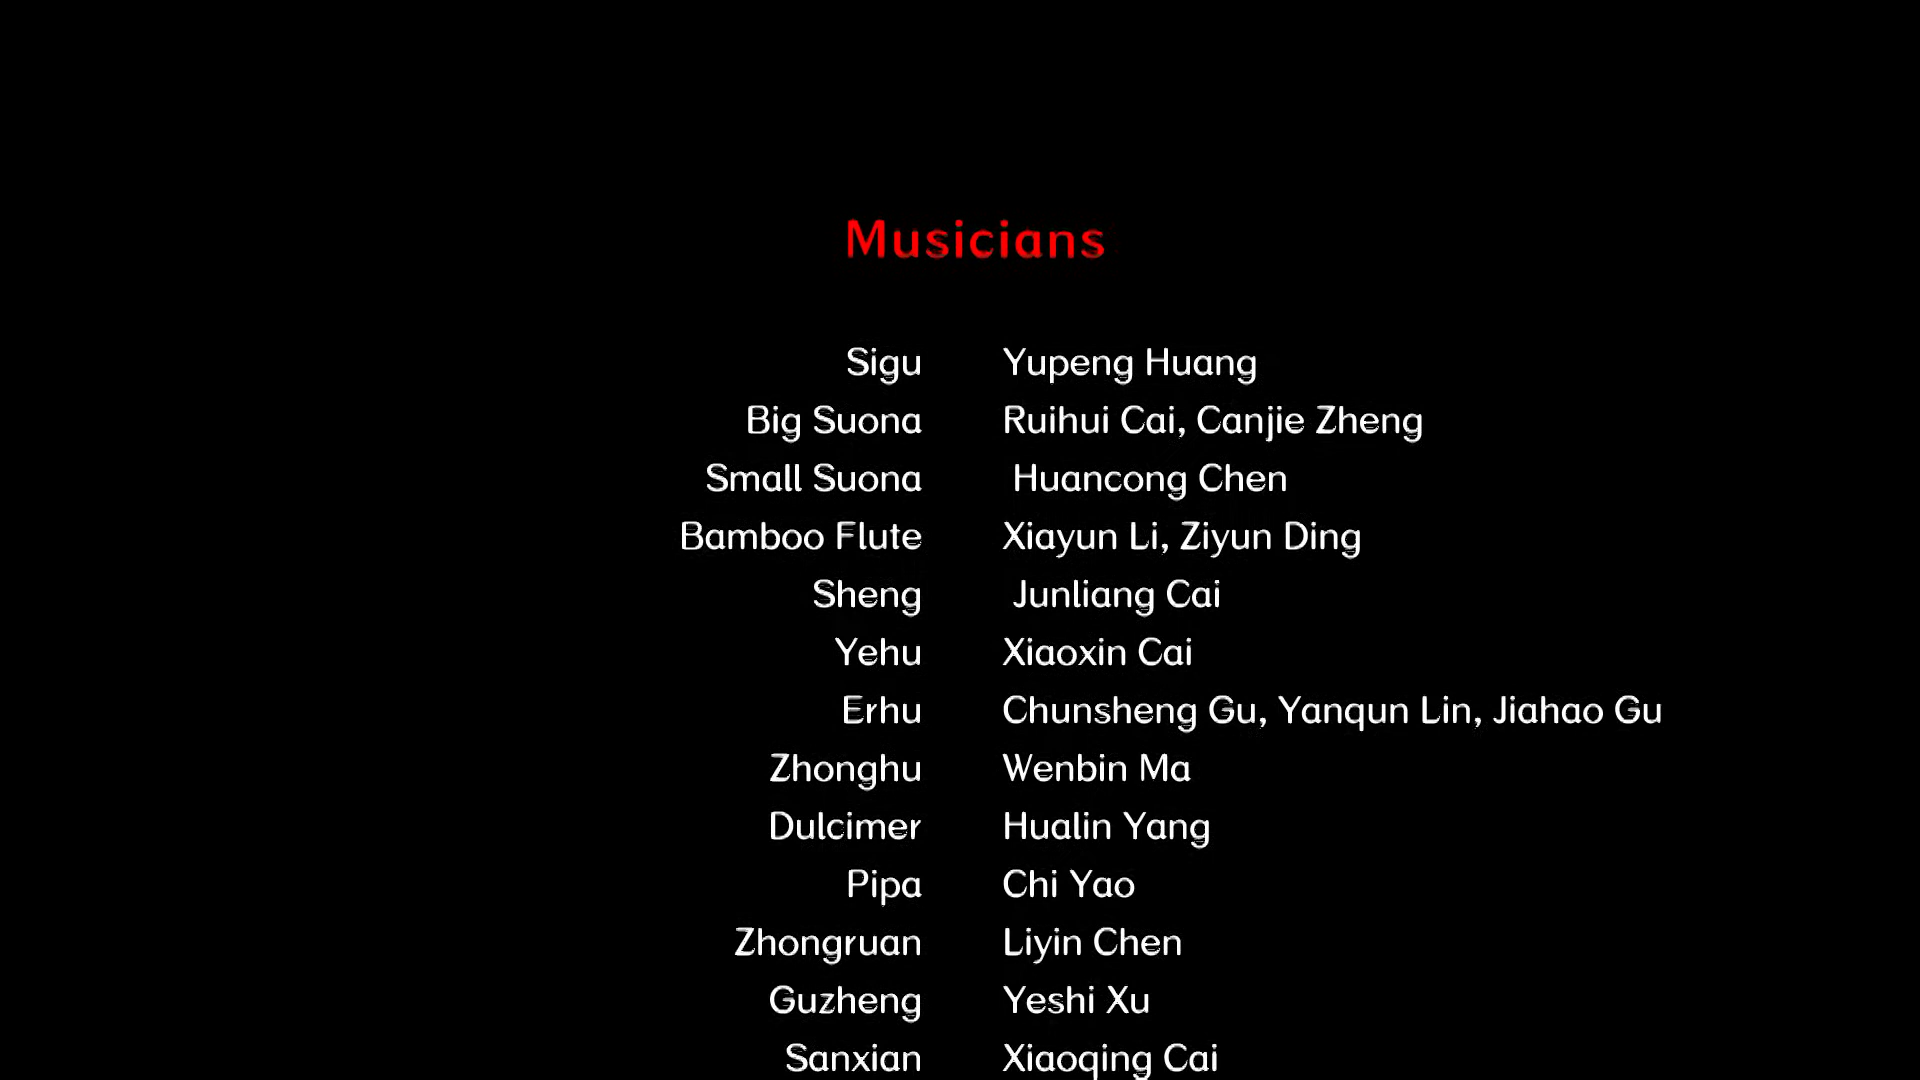 Musicians
Sigu Yupeng Huang
Big Suona Ruihui Cai, Canjie Zheng
Small Suona Huancong Chen
Bamboo Flute Xiayun Li, Ziyun Ding
Sheng Junliang Cai
Yehu Xiaoxin Cai
Erhu Chunsheng Gu, Yanqun Lin, Jiahao Gu
Zhonghu Wenbin Ma
Dulcimer Hualin Yang
Pipa Chi Yao
Zhongruan Liyin Chen
Guzheng Yeshi Xu
Sanxian Xiaoqing Cai